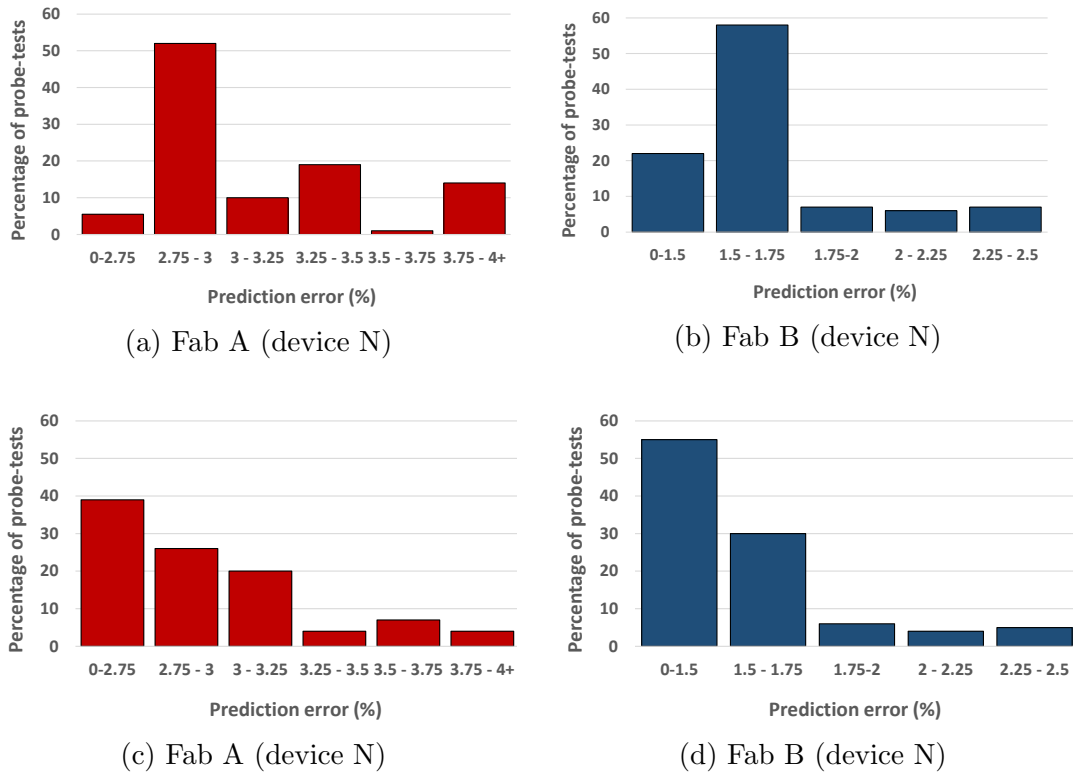 Percentage of probe-tests
60
50
40
30
20
10
0
0-2.75 2.75 - 3 3 - 3.25 3.25 - 3.5 3.5 - 3.75 3.75 - 4+
Prediction error (%)
(a) Fab A (device N)
Percentage of probe-tests
60
50
40
30
20
10
0
0-1.5 1.5 - 1.75 1.75-2 2 - 2.25 2.25 - 2.5
Prediction error (%)
(b) Fab B (device N)
Percentage of probe-tests
60
50
40
30
20
10
0
0-2.75 2.75 - 3 3 - 3.25 3.25 - 3.5 3.5 - 3.75 3.75 - 4+
Prediction error (%)
(c) Fab A (device N)
Percentage of probe-tests
60
50
40
30
20
10
0
0-1.5 1.5 - 1.75 1.75-2 2 - 2.25 2.25 - 2.5
Prediction error (%)
(d) Fab B (device N)